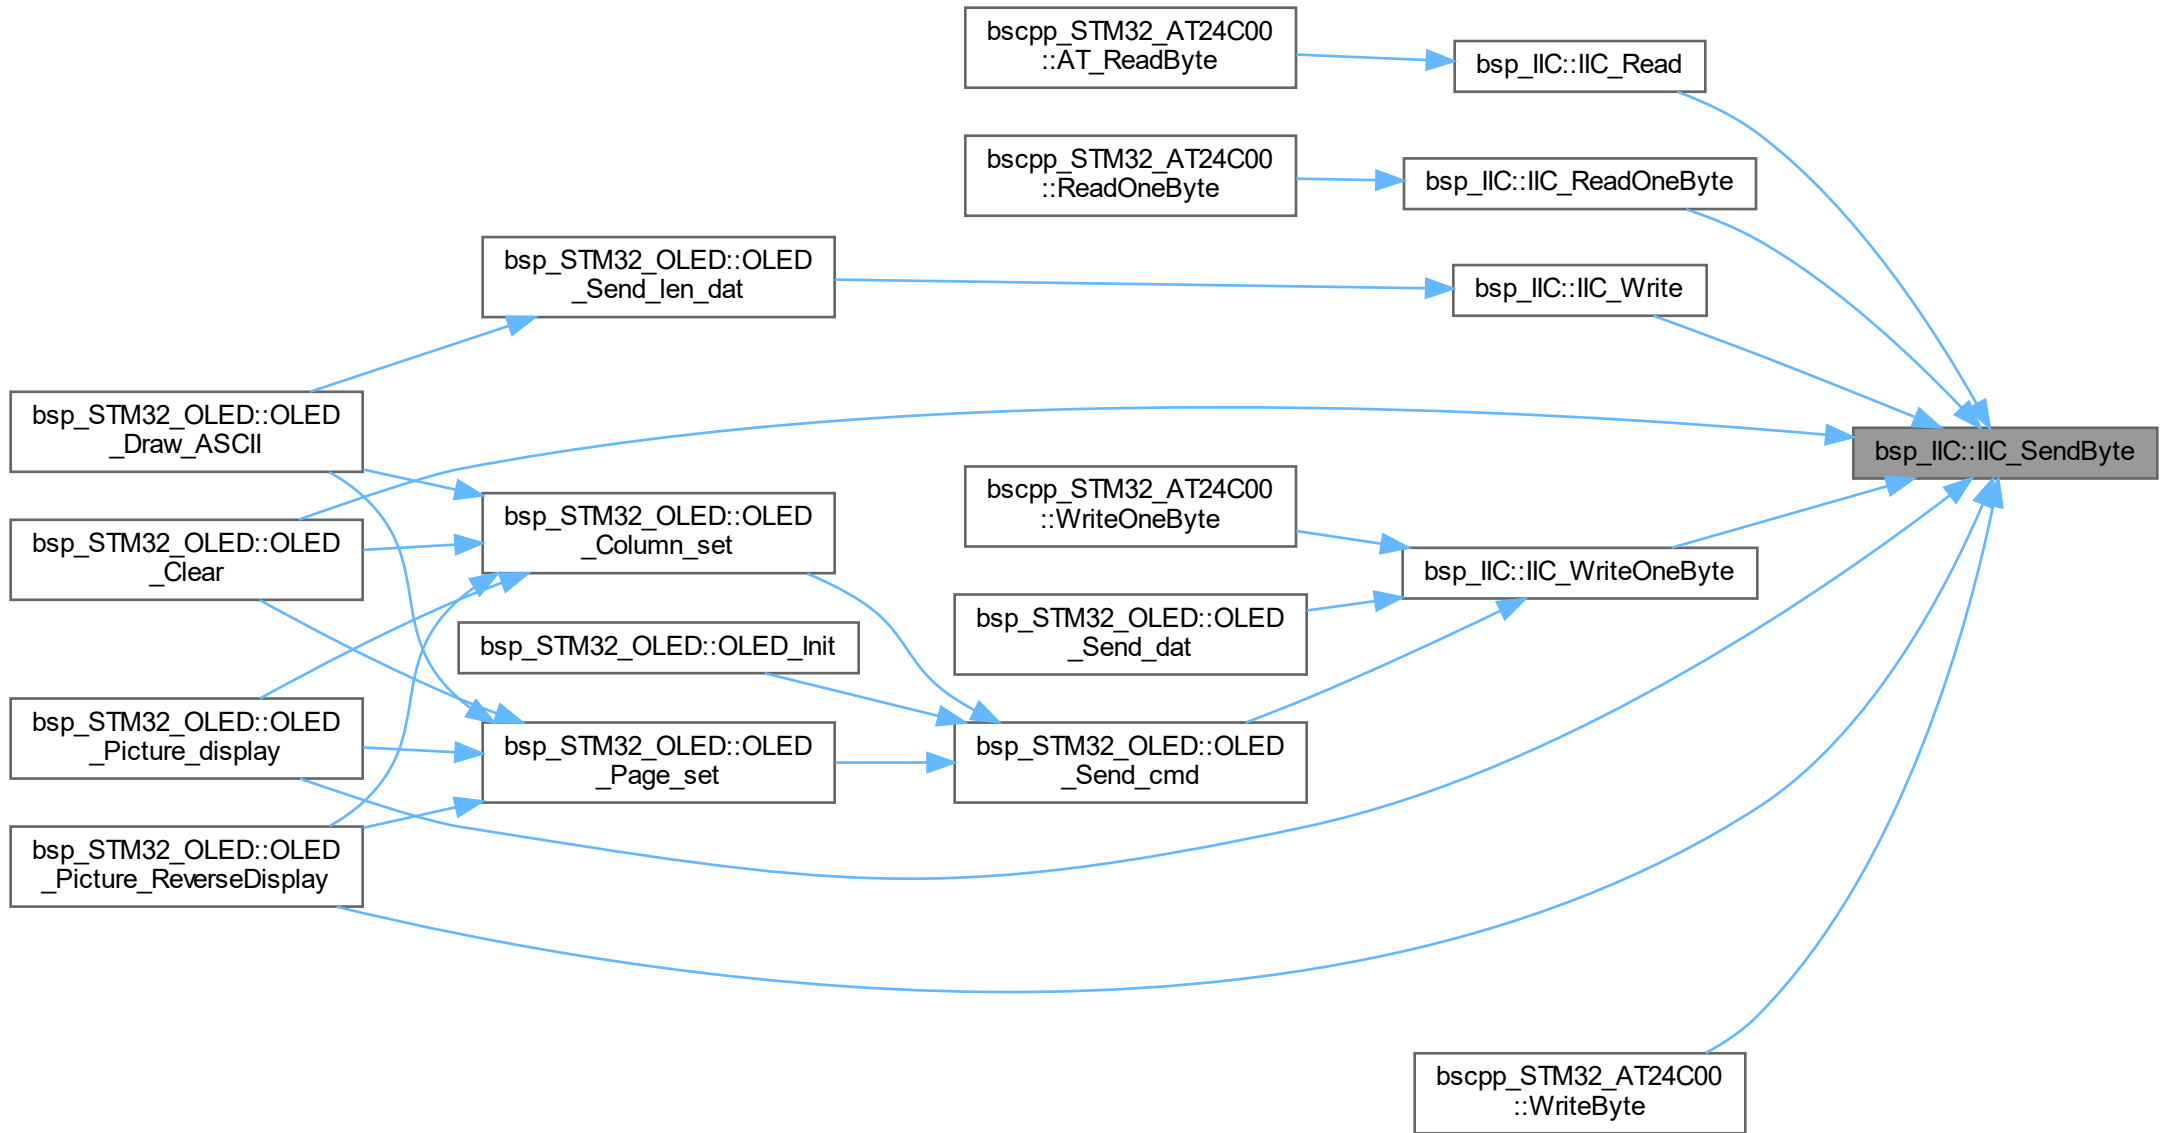 bscpp_STM32_AT24C00
::AT_ReadByte
bsp_IIC::IIC_Read
bscpp_STM32_AT24C00
::ReadOneByte
bsp_IIC::IIC_ReadOneByte
bsp_STM32_OLED::OLED
_Send_len_dat
bsp_IIC::IIC_Write
bsp_STM32_OLED::OLED
_Draw_ASCII
bsp_IIC::IIC_SendByte
bscpp_STM32_AT24C00
::WriteOneByte
bsp_STM32_OLED::OLED
_Column_set
bsp_STM32_OLED::OLED
_Clear
bsp_IIC::IIC_WriteOneByte
bsp_STM32_OLED::OLED
_Send_dat
bsp_STM32_OLED::OLED_Init
bsp_STM32_OLED::OLED
_Picture_display
bsp_STM32_OLED::OLED
_Page_set
bsp_STM32_OLED::OLED
_Send_cmd
bsp_STM32_OLED::OLED
_Picture_ReverseDisplay
bscpp_STM32_AT24C00
::WriteByte